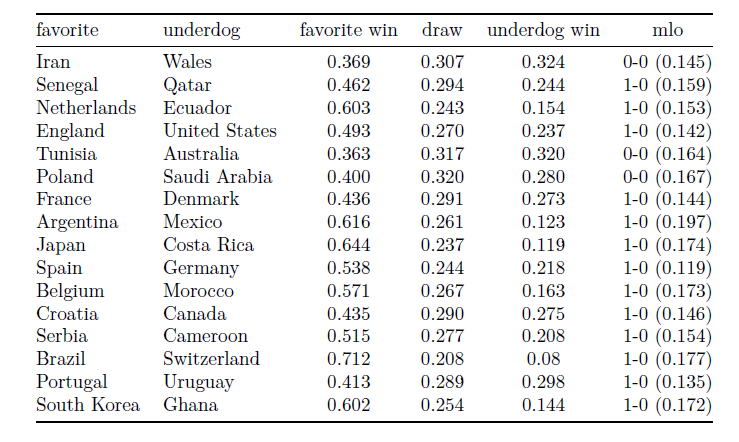 favorite underdog favorite win draw underdog win mlo
Iran Wales 0.369 0.307 0.324 0-0 (0.145)
Senegal Qatar 0.462 0.294 0.244 1-0 (0.159)
Netherlands Ecuador 0.603 0.243 0.154 1-0 (0.153)
England United States 0.493 0.270 0.237 1-0 (0.142)
Tunisia Australia 0.363 0.317 0.320 0-0 (0.164)
Poland Saudi Arabia 0.400 0.320 0.280 0-0 (0.167)
France Denmark 0.436 0.291 0.273 1-0 (0.144)
Argentina Mexico 0.616 0.261 0.123 1-0 (0.197)
Japan Costa Rica 0.644 0.237 0.119 1-0 (0.174)
Spain Germany 0.538 0.244 0.218 1-0 (0.119)
Belgium Morocco 0.571 0.267 0.163 1-0 (0.173)
Croatia Canada 0.435 0.290 0.275 1-0 (0.146)
Serbia Cameroon 0.515 0.277 0.208 1-0 (0.154)
Brazil Switzerland 0.712 0.208 0.08 1-0 (0.177)
Portugal Uruguay 0.413 0.289 0.298 1-0 (0.135)
South Korea Ghana 0.602 0.254 0.144 1-0 (0.172)